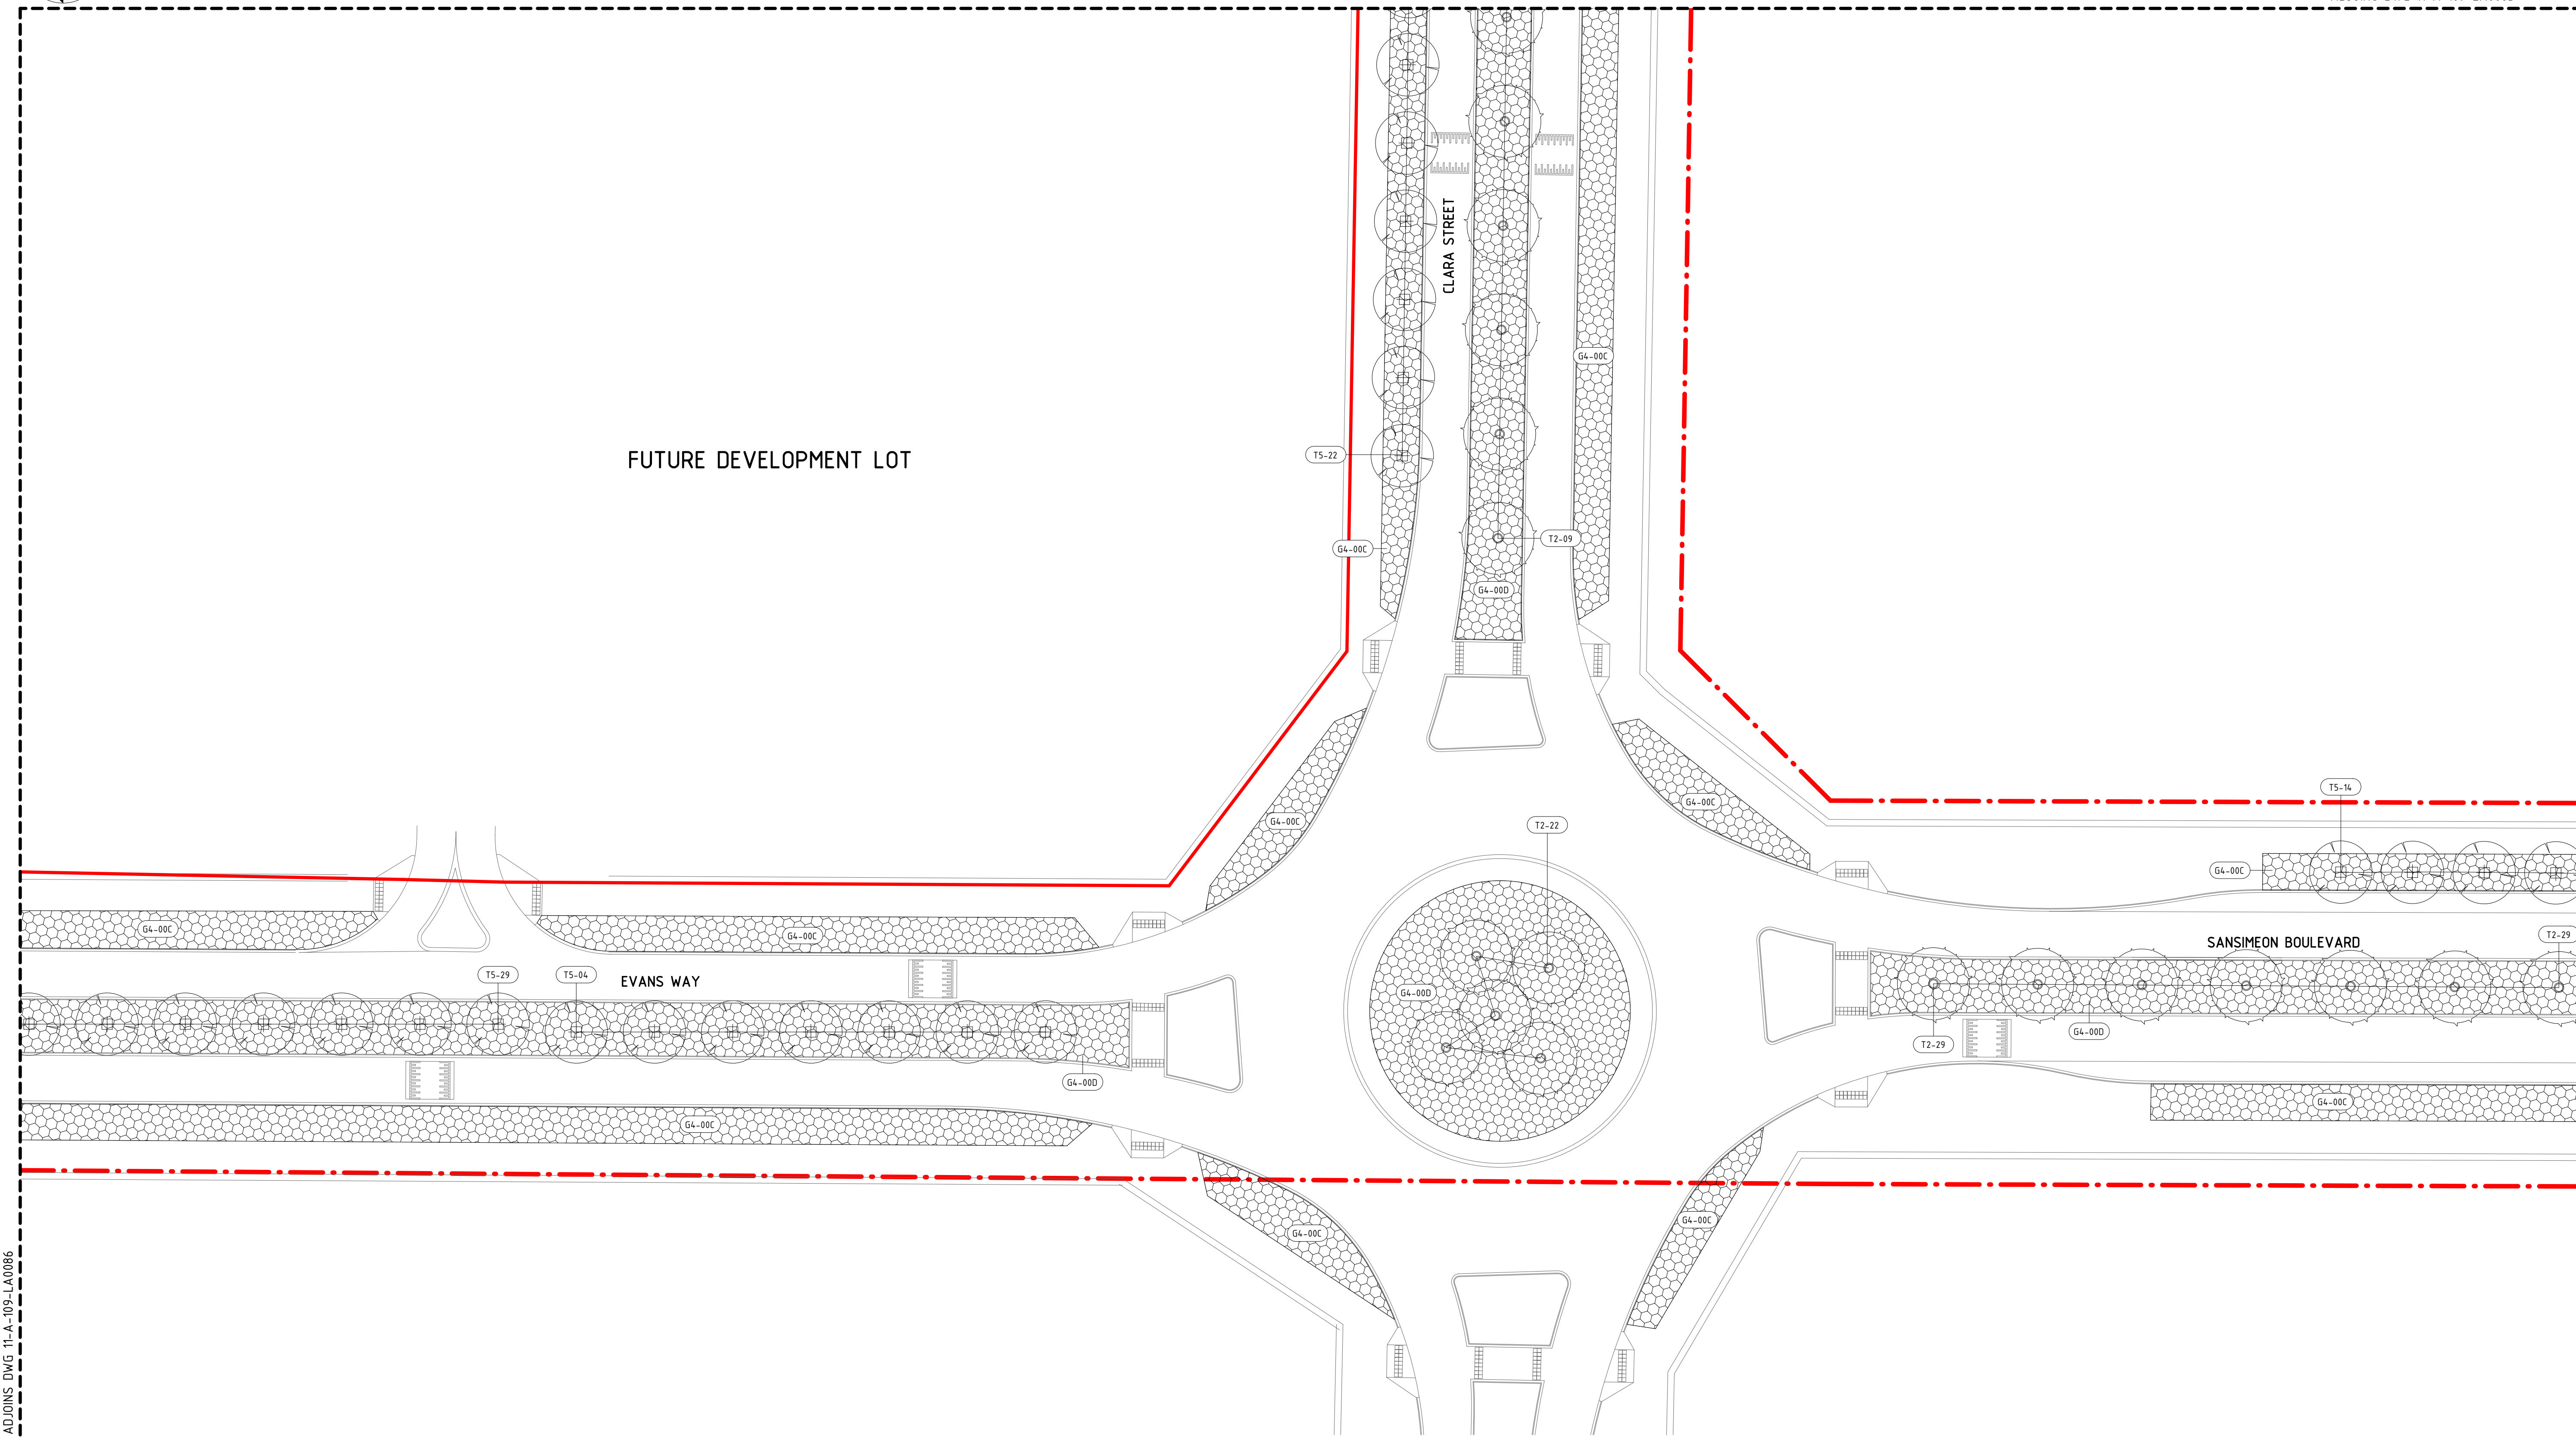 CLARA STREET
G4-00C
FUTURE DEVELOPMENT LOT
T5-22
T2-09
G4-00C
G4-00D
T5-14
G4-00C
G4-00C
T2-22
G4-00C
G4-00C
G4-00C
T2-29
SANSIMEON BOULEVARD
T5-29
T5-04
EVANS WAY
G4-00D
G4-00D
T2-29
G4-00D
G4-00C
G4-00C
G4-00C
G4-00C
ADJOINS DWG 11-A-109-LA0086